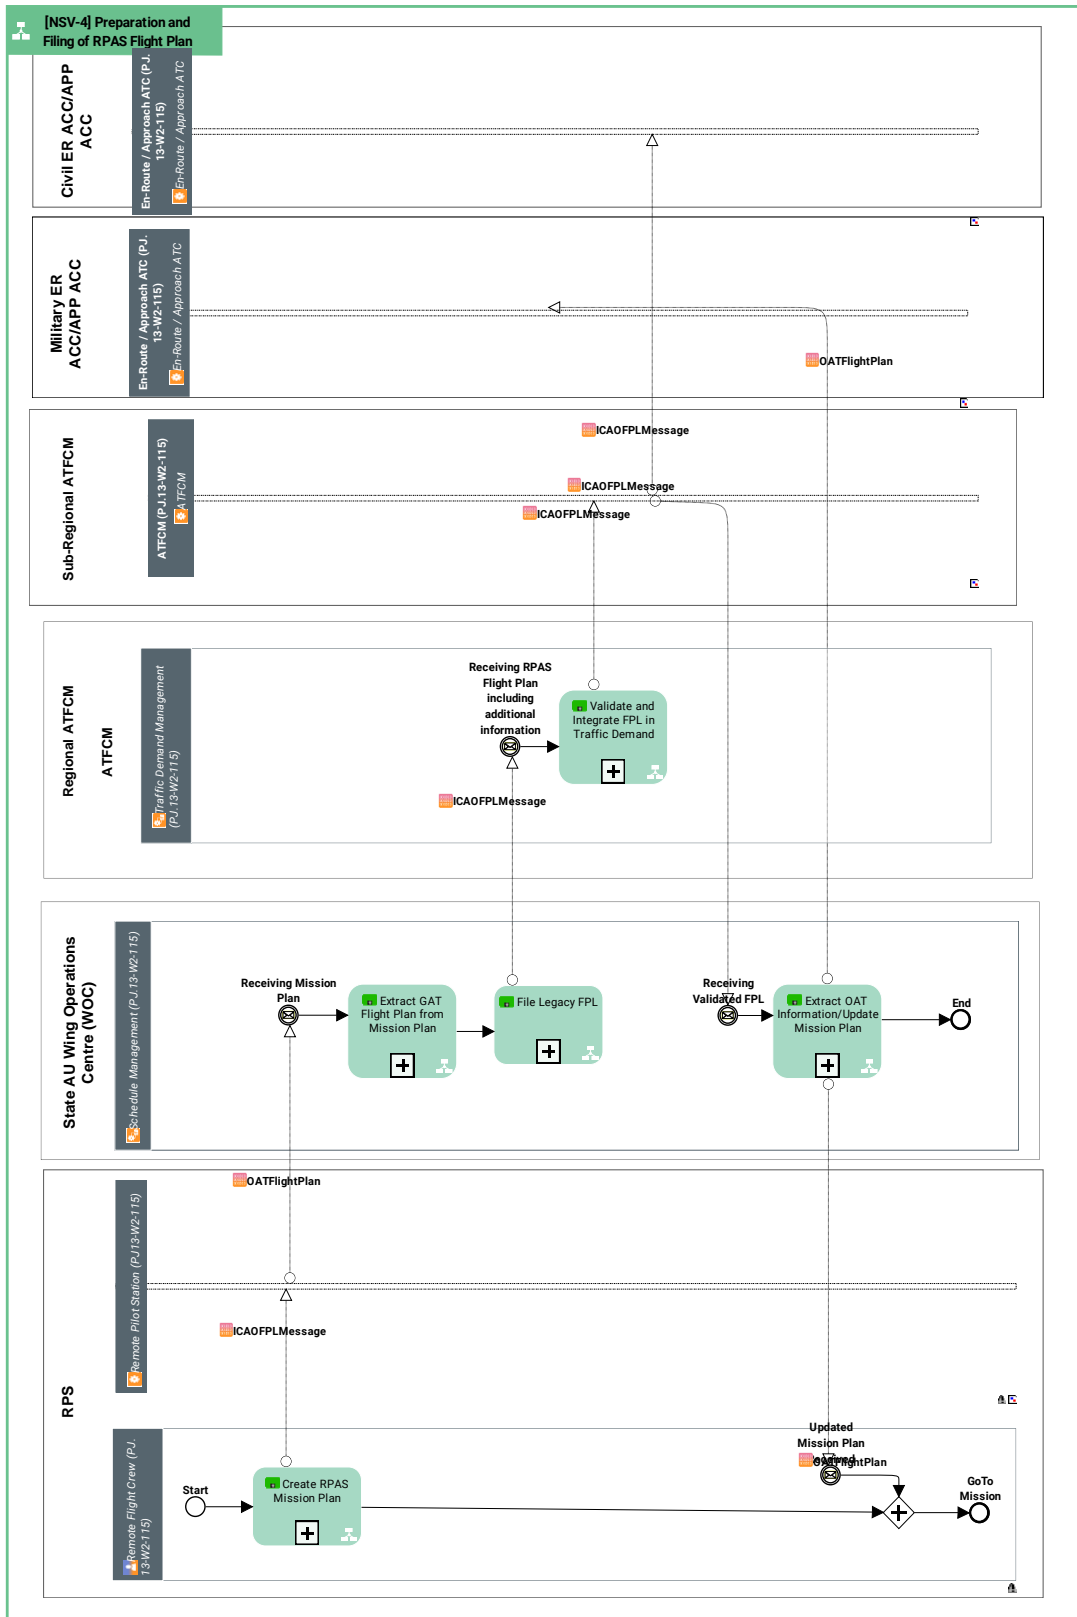 [NSV-4] Preparation and
Filing of RPAS Flight Plan
Civil ER ACC/APP
ACC
En-Route / Approach ATC (PJ.
13-W2-115)
En-Route / Approach ATC
Military ER
ACC/APP ACC
En-Route / Approach ATC (PJ.
13-W2-115)
En-Route / Approach ATC
OATFlightPlan
Sub-Regional ATFCM
ATFCM (PJ.13-W2-115)
ATFCM
ICAOFPLMessage
ICAOFPLMessage
ICAOFPLMessage
Regional ATFCM
ATFCM
Traffic Demand Management
(PJ.13-W2-115)
Receiving RPAS
Flight Plan
including
additional
information
Validate and
Integrate FPL in
Traffic Demand
ICAOFPLMessage
State AU Wing Operations
Centre (WOC)
Schedule Management (PJ.13-W2-115)
Receiving Mission
Plan
Extract GAT
Flight Plan from
Mission Plan
File Legacy FPL
Receiving
Validated FPL
Extract OAT
Information/Update
Mission Plan
End
RPS
Remote Pilot Station (PJ13-W2-115)
OATFlightPlan
ICAOFPLMessage
Remote Flight Crew (PJ.
13-W2-115)
Start
Create RPAS
Mission Plan
Updated
Mission Plan
received
OATFlightPlan
GoTo
Mission